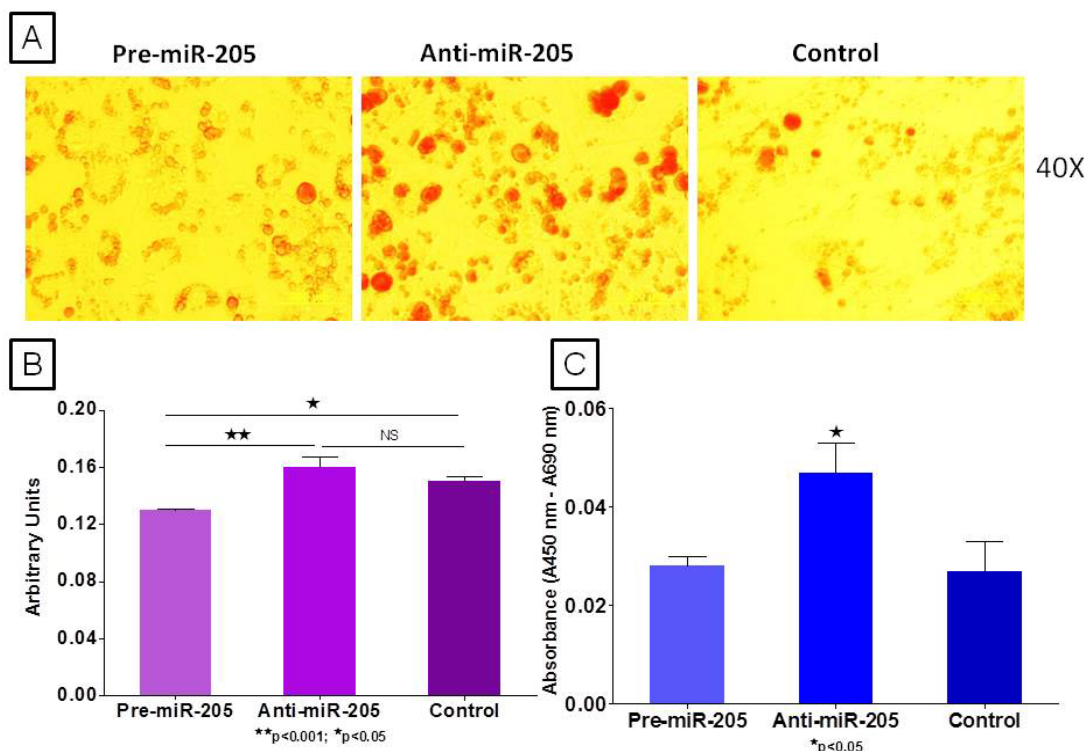 A
Pre-miR-205
Anti-miR-205
Control
40X
B
Arbitrary Units
0.20
0.16
0.12
0.08
0.04
0.00
★
★★
NS
Pre-miR-205
Anti-miR-205
Control
★★p<0.001; ★p<0.05
C
Absorbance (A450 nm - A690 nm)
0.06
0.04
0.02
0.00
★
Pre-miR-205
Anti-miR-205
Control
★p<0.05